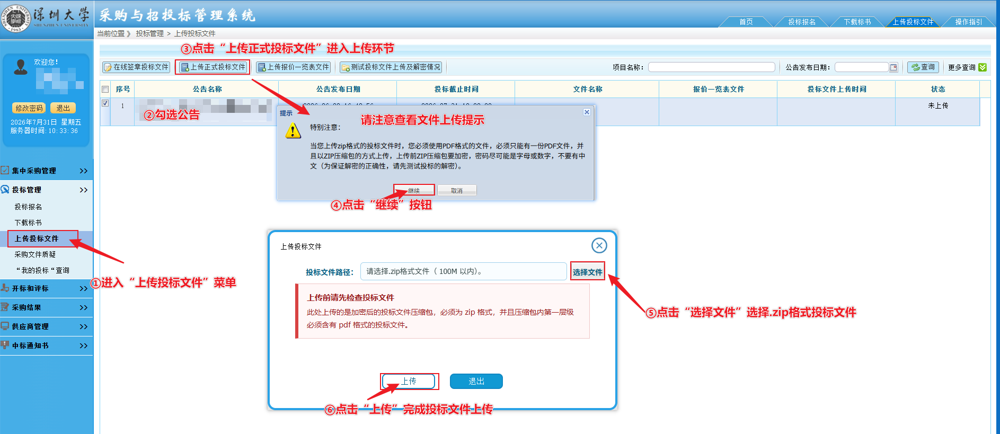 深圳大学
SHENZHEN UNIVERSITY
采购与招投标管理系统
首页 投标报名 下载标书 上传投标文件 操作指引
当前位置 》 投标管理 > 上传投标文件
③点击“上传正式投标文件”进入上传环节
欢迎您！
修改密码 退出
2026年7月31日 星期五
服务器时间:10:33:36
在线签章投标文件 上传正式投标文件 上传报价一览表文件 测试投标文件上传及解密情况 项目名称： 公告发布日期： 查询 更多查询
序号 公告名称 公告发布日期 投标截止时间 文件名称 报价一览表文件 投标文件上传时间 状态
1 未上传
②勾选公告
提示
请注意查看文件上传提示
特别注意：
当您上传zip格式的投标文件时，您必须使用PDF格式的文件，必须只能有一份PDF文件，并
且以ZIP压缩包的方式上传，上传前ZIP压缩包要加密，密码尽可能是字母或数字，不要有中
文（为保证解密的正确性，请先测试投标的解密）。
继续 取消
④点击“继续”按钮
集中采购管理 >>
投标管理 >>
投标报名
下载标书
上传投标文件
采购文件质疑
“我的投标“查询
①进入“上传投标文件”菜单
开标和评标 >>
采购结果 >>
供应商管理 >>
中标通知书 >>
上传投标文件
投标文件路径： 请选择.zip格式文件（ 100M 以内）。 选择文件
上传前请先检查投标文件
此处上传的是加密后的投标文件压缩包，必须为 zip 格式，并且压缩包内第一层级
必须含有 pdf 格式的投标文件。
⑤点击“选择文件”选择.zip格式投标文件
上传 退出
⑥点击“上传”完成投标文件上传